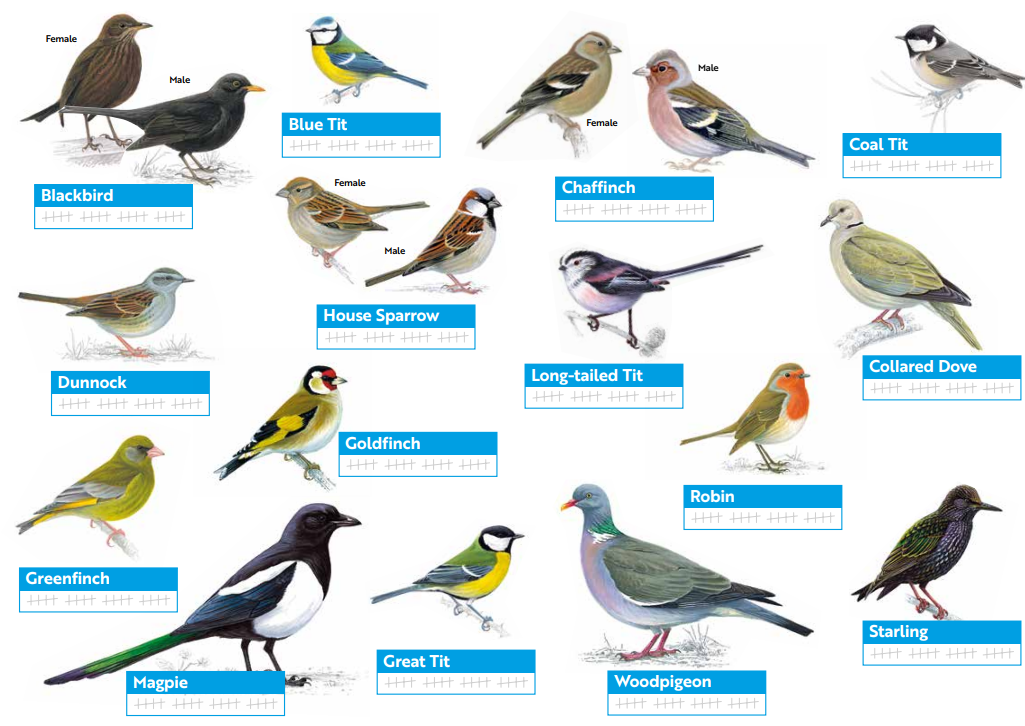 Female
Male
Blackbird
Blue Tit
Female
Male
Chaffinch
Coal Tit
Female
Male
House Sparrow
Dunnock
Long-tailed Tit
Collared Dove
Goldfinch
Robin
Greenfinch
Magpie
Great Tit
Woodpigeon
Starling